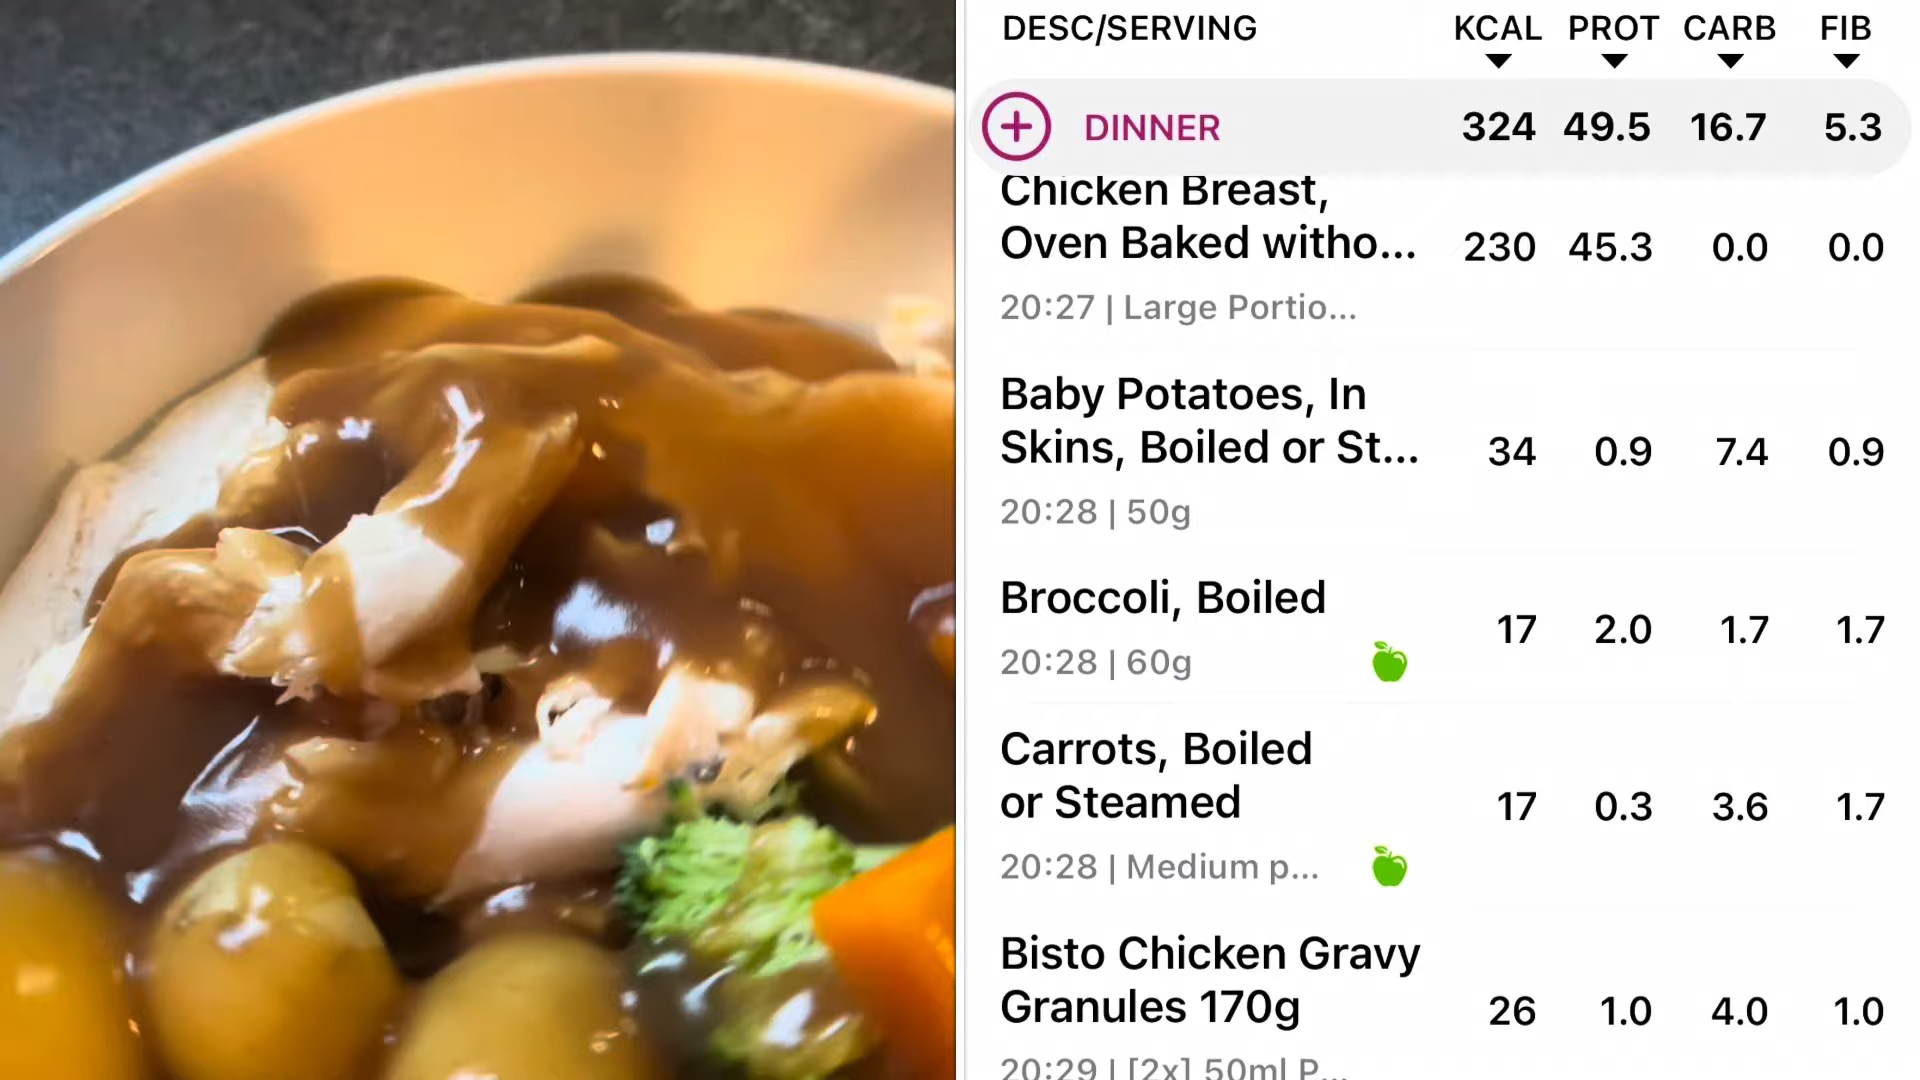 DESC/SERVING KCAL PROT CARB FIB
DINNER 324 49.5 16.7 5.3
Chicken Breast,
Oven Baked witho... 230 45.3 0.0 0.0
20:27 | Large Portio...
Baby Potatoes, In
Skins, Boiled or St... 34 0.9 7.4 0.9
20:28 | 50g
Broccoli, Boiled 17 2.0 1.7 1.7
20:28 | 60g
Carrots, Boiled
or Steamed 17 0.3 3.6 1.7
20:28 | Medium p...
Bisto Chicken Gravy
Granules 170g 26 1.0 4.0 1.0
20:29 | [2x] 50ml P...